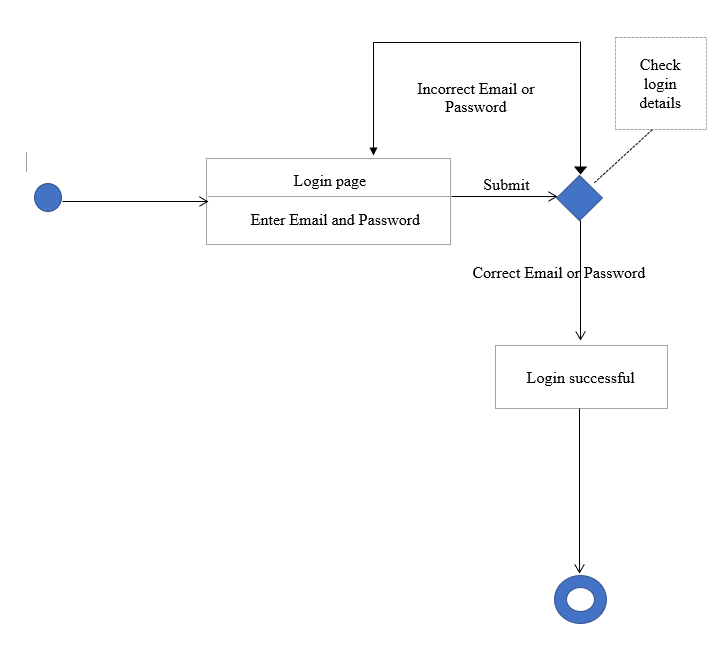 Check
login
details
Incorrect Email or
Password
Login page
Submit
Enter Email and Password
Correct Email or Password
Login successful